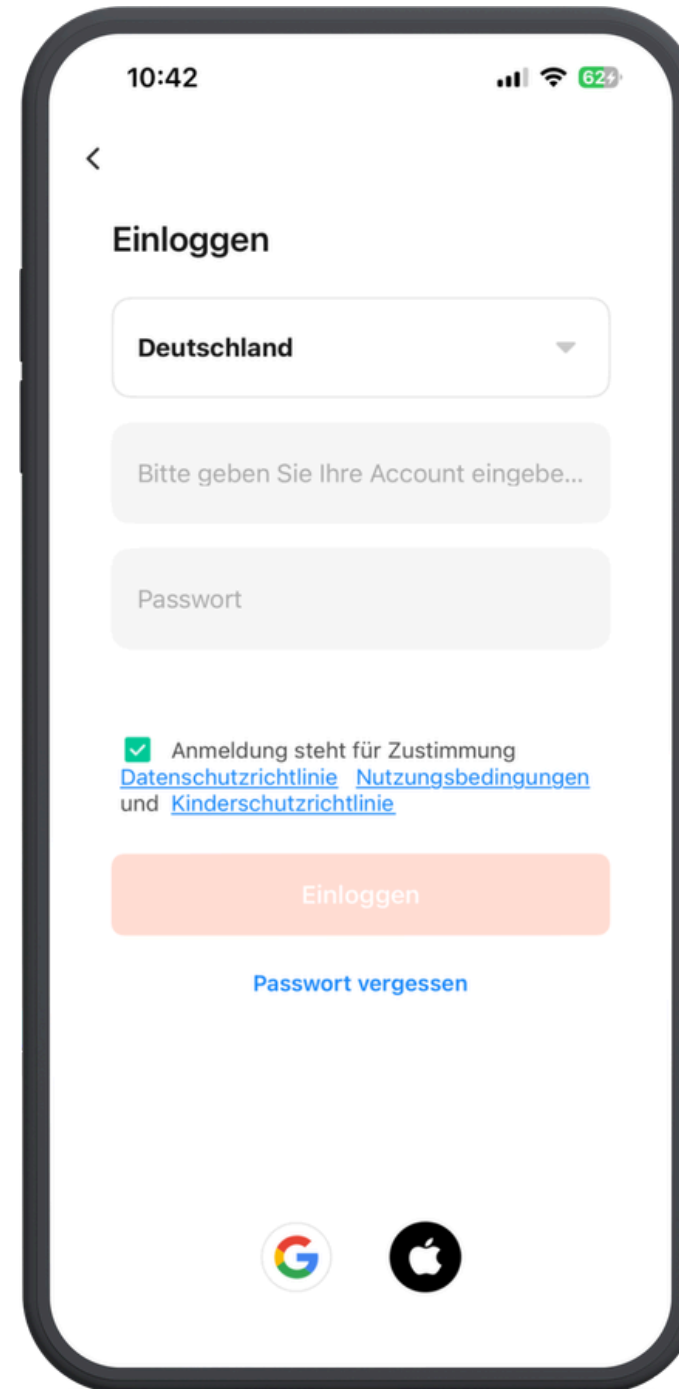 10:42
62
Einloggen
Deutschland
Bitte geben Sie Ihre Account eingebe...
Passwort
Anmeldung steht für Zustimmung
Datenschutzrichtlinie Nutzungsbedingungen
und Kinderschutzrichtlinie
Einloggen
Passwort vergessen